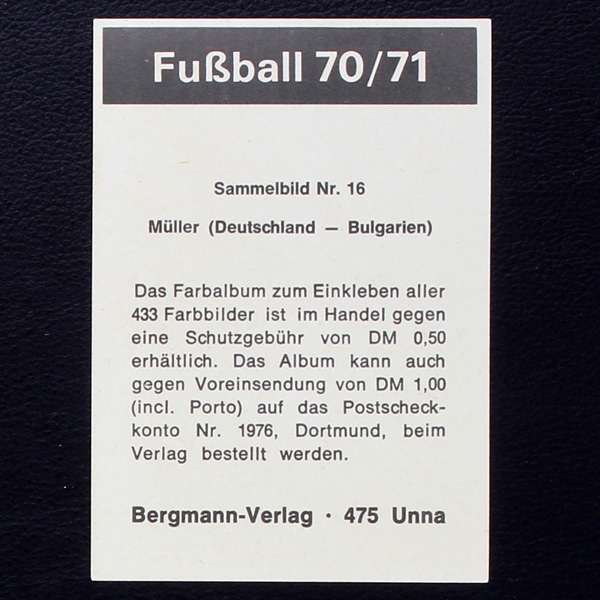 Fußball 70/71
Sammelbild Nr. 16
Müller (Deutschland — Bulgarien)
Das Farbalbum zum Einkleben aller
433 Farbbilder ist im Handel gegen
eine Schutzgebühr von DM 0,50
erhältlich. Das Album kann auch
gegen Voreinsendung von DM 1,00
(incl. Porto) auf das Postscheck-
konto Nr. 1976, Dortmund, beim
Verlag bestellt werden.
Bergmann-Verlag · 475 Unna